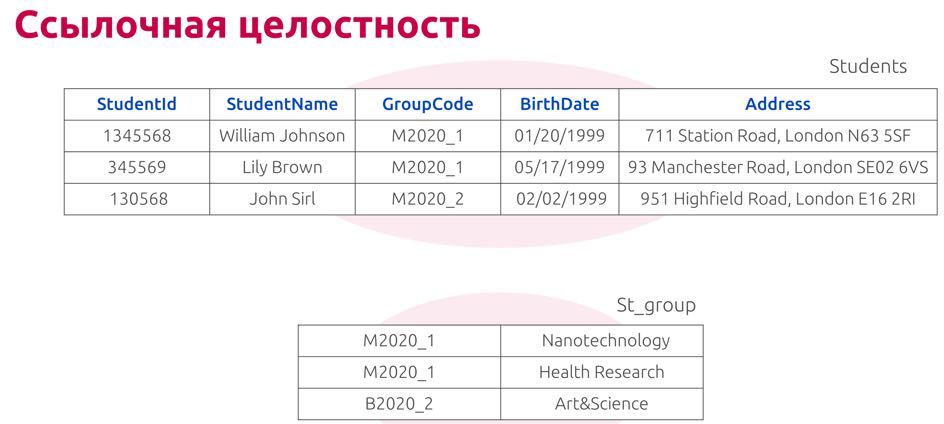 Ссылочная целостность
Students
StudentId StudentName GroupCode BirthDate Address
1345568 William Johnson M2020_1 01/20/1999 711 Station Road, London N63 5SF
345569 Lily Brown M2020_1 05/17/1999 93 Manchester Road, London SE02 6VS
130568 John Sirl M2020_2 02/02/1999 951 Highfield Road, London E16 2RI
St_group
M2020_1 Nanotechnology
M2020_1 Health Research
B2020_2 Art&Science